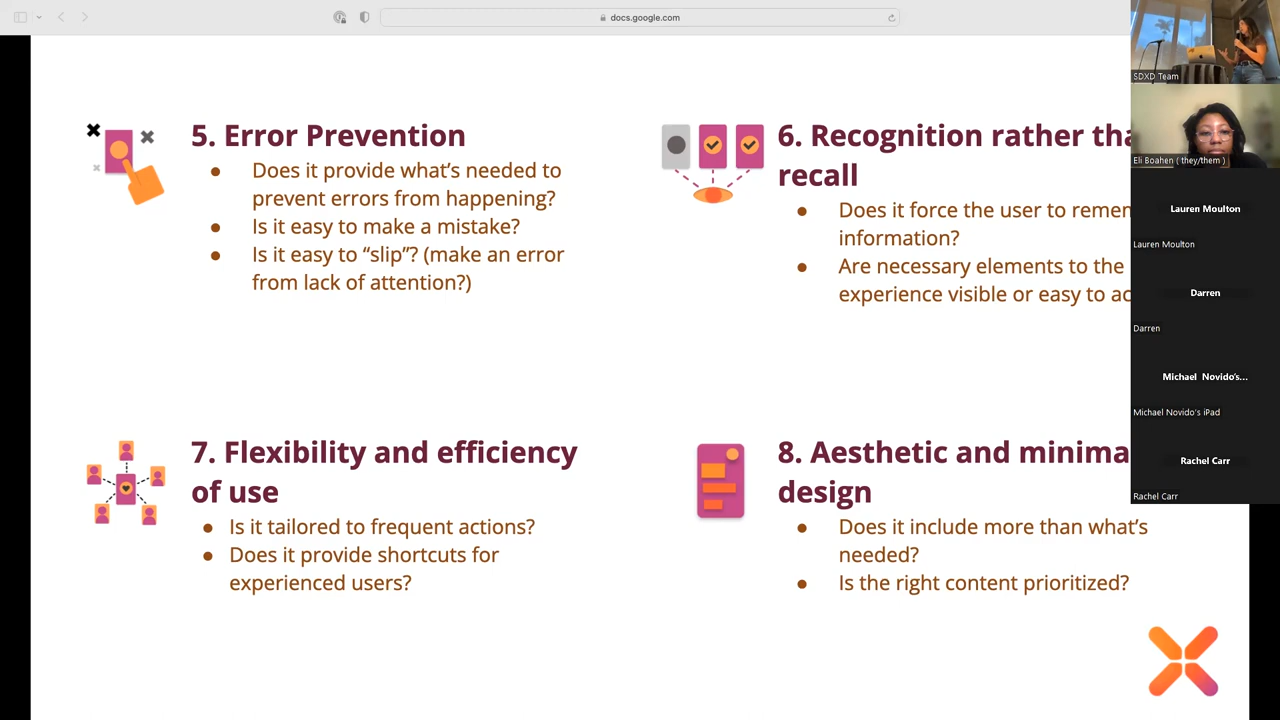 docs.google.com
5. Error Prevention
Does it provide what's needed to
prevent errors from happening?
Is it easy to make a mistake?
Is it easy to “slip”? (make an error
from lack of attention?)
6. Recognition rather tha
recall
Does it force the user to remem
information?
Are necessary elements to the
experience visible or easy to ac
7. Flexibility and efficiency
of use
Is it tailored to frequent actions?
Does it provide shortcuts for
experienced users?
8. Aesthetic and minima
design
Does it include more than what's
needed?
Is the right content prioritized?
SDXD Team
Eli Boahen ( they/them )
Lauren Moulton
Lauren Moulton
Darren
Darren
Michael Novido's...
Michael Novido's iPad
Rachel Carr
Rachel Carr